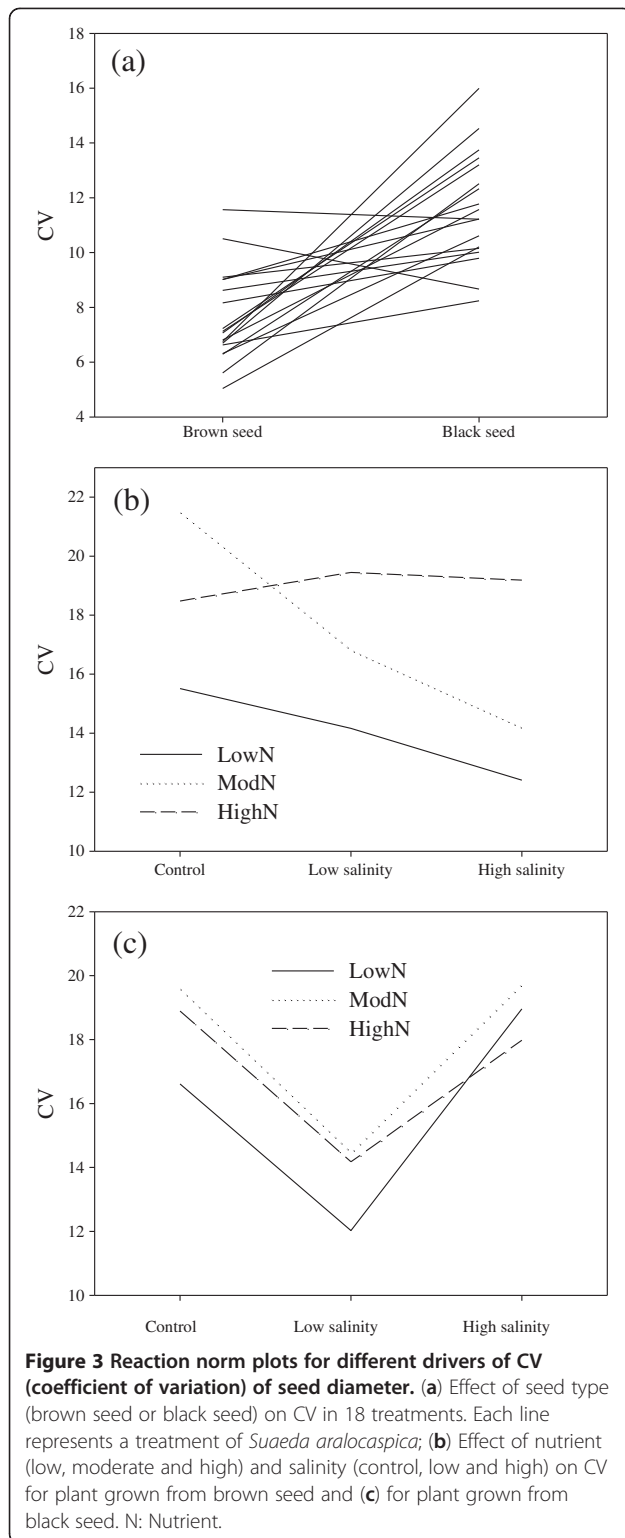 (a)
18
16
14
12
10
8
6
4
CV
Brown seed Black seed
(b)
22
20
18
16
14
12
10
CV
LowN
ModN
HighN
Control Low salinity High salinity
(c)
22
20
18
16
14
12
10
CV
LowN
ModN
HighN
Control Low salinity High salinity
Figure 3 Reaction norm plots for different drivers of CV
(coefficient of variation) of seed diameter. (a) Effect of seed type
(brown seed or black seed) on CV in 18 treatments. Each line
represents a treatment of Suaeda aralocaspica; (b) Effect of nutrient
(low, moderate and high) and salinity (control, low and high) on CV
for plant grown from brown seed and (c) for plant grown from
black seed. N: Nutrient.